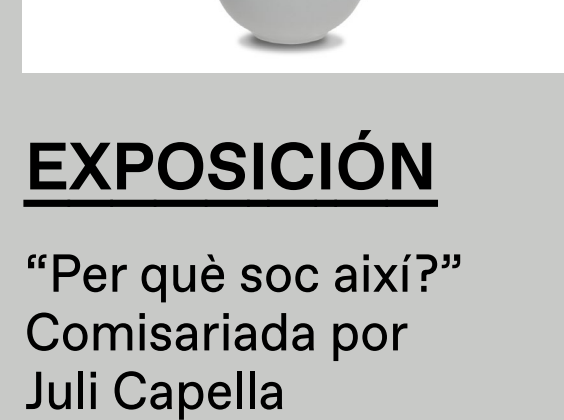 EXPOSICIÓN
“Per què soc així?”
Comisariada por
Juli Capella